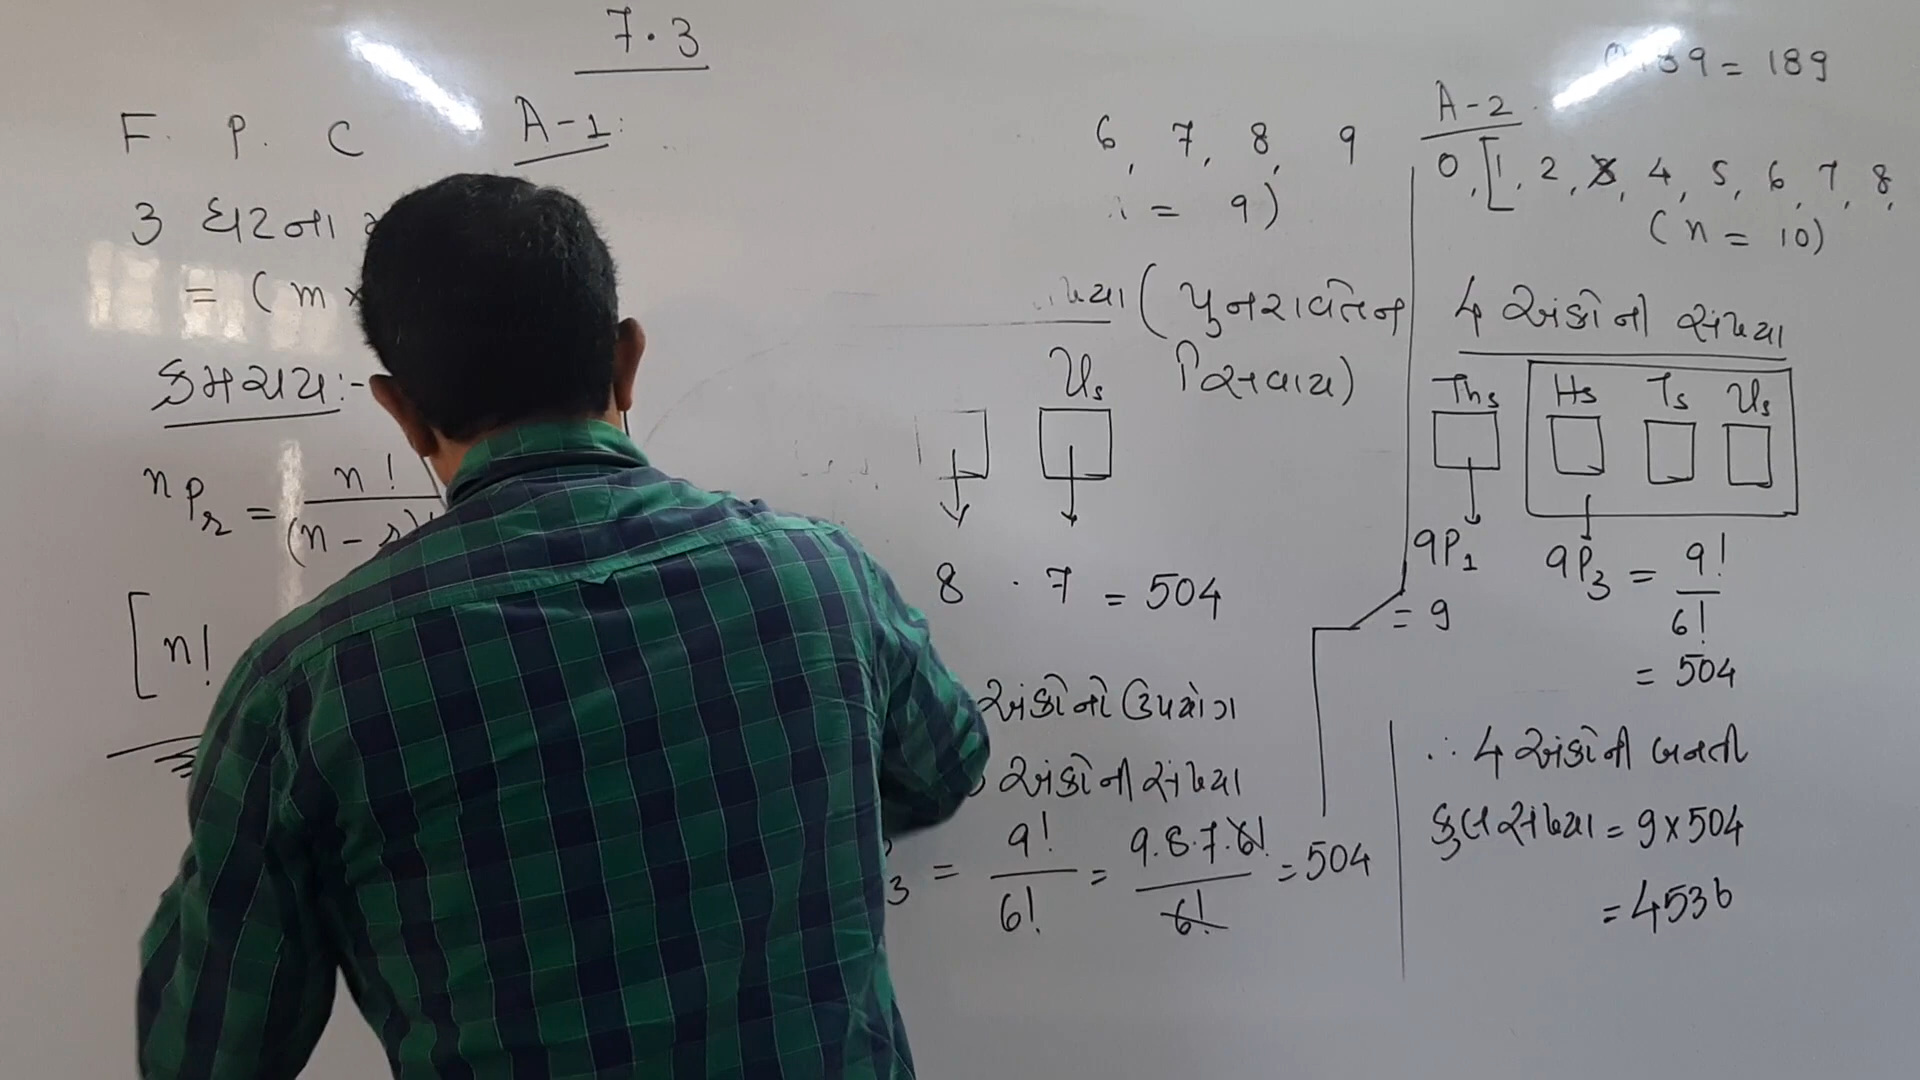 7.3
= 189
F. P. C
A-1:
6, 7, 8, 9
A-2
3 ઘટના
= 9)
0, [1, 2, 3, 4, 5, 6, 7, 8,
(n = 10)
= (m ×
(પુનરાવર્તન
સિવાય)
4 અંકોની સંખ્યા
ક્રમચય:-
Us
Ths Hs Ts Us
nPr = n! / (n - r)!
8 . 7 = 504
9P1
= 9
9P3 = 9! / 6!
= 504
[n!
અંકોનો ઉપયોગ
અંકોની સંખ્યા
3 = 9! / 6! = 9.8.7.6! / 6! = 504
∴ 4 અંકોની બનતી
કુલ સંખ્યા = 9×504
= 4536